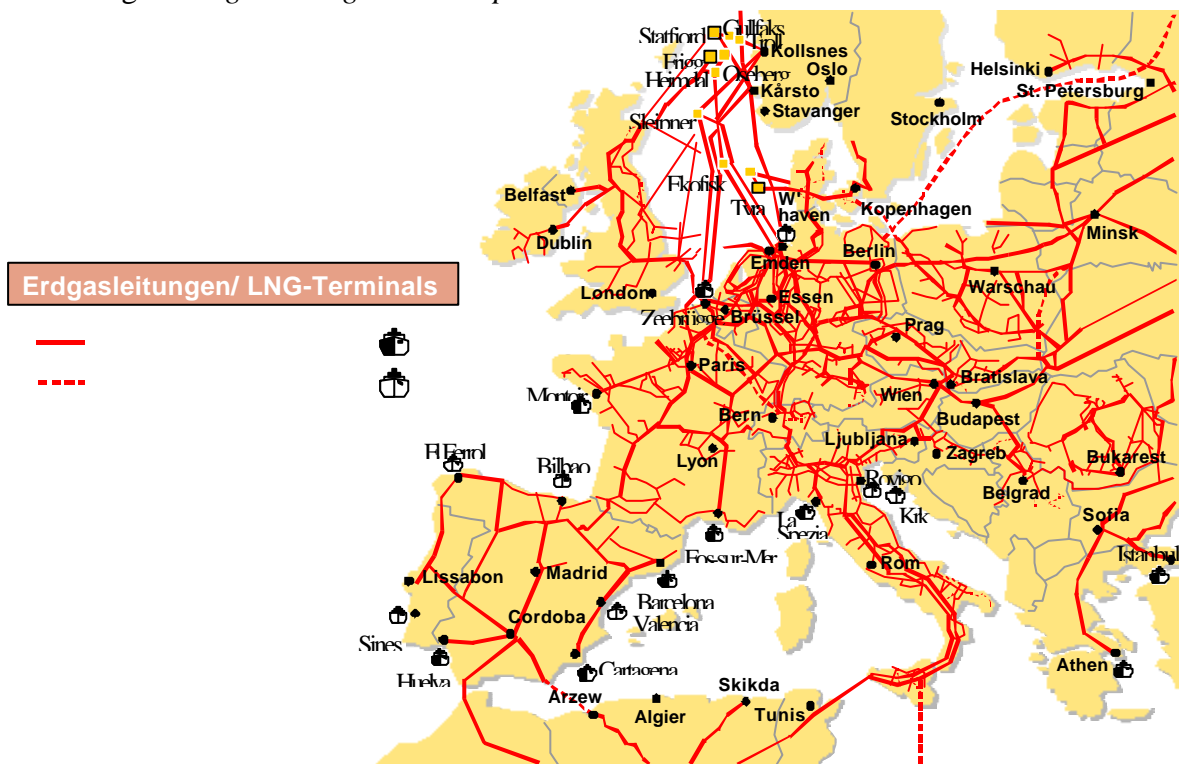 Statfjord
Gullfaks
Troll
Frigg
Heimdal
Oseberg
Kollsnes
Oslo
Kårsto
Stavanger
Helsinki
St. Petersburg
Stockholm
Sleipner
Ekofisk
Tyra
W'
haven
Kopenhagen
Belfast
Dublin
Minsk
Emden
Berlin
Erdgasleitungen/ LNG-Terminals
London
Essen
Warschau
Zeebrügge
Brüssel
Prag
Paris
Wien
Bratislava
Montoir
Bern
Budapest
Ljubljana
Zagreb
Bukarest
El Ferrol
Bilbao
Lyon
Rovigo
Krk
Belgrad
La
Spezia
Sofia
Istanbul
Fos-sur-Mer
Rom
Lissabon
Madrid
Barcelona
Valencia
Cordoba
Sines
Huelva
Cartagena
Athen
Arzew
Algier
Skikda
Tunis